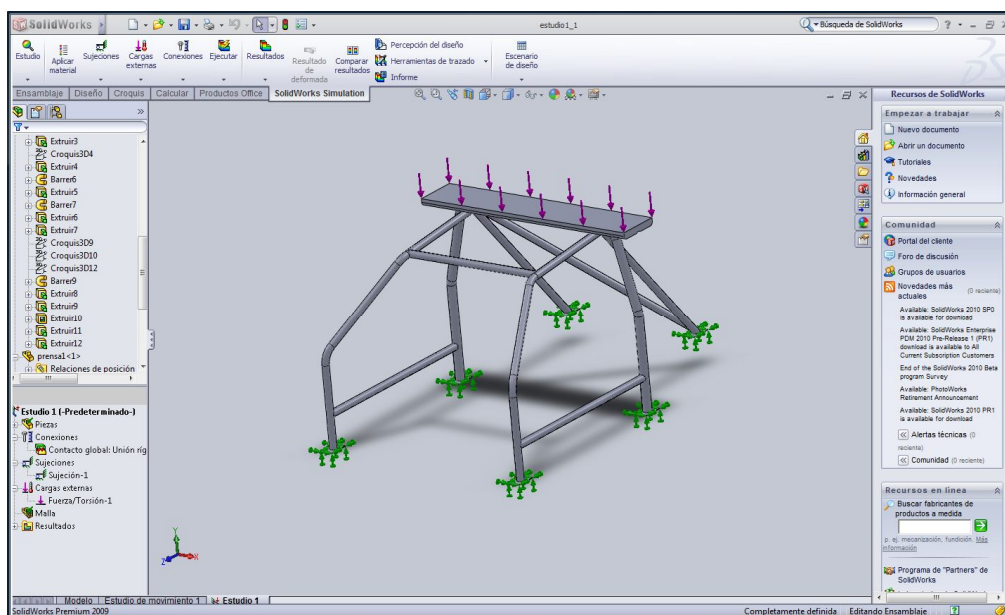 SolidWorks
estudio1_1
Búsqueda de SolidWorks
Estudio
Aplicar
material
Sujeciones
Cargas
externas
Conexiones
Ejecutar
Resultados
Resultado
de
deformada
Comparar
resultados
Percepción del diseño
Herramientas de trazado
Informe
Escenario
de diseño
Ensamblaje
Diseño
Croquis
Calcular
Productos Office
SolidWorks Simulation
Extruir3
Croquis3D4
Extruir4
Barrer6
Extruir5
Barrer7
Extruir6
Extruir7
Croquis3D9
Croquis3D10
Croquis3D12
Barrer9
Extruir8
Extruir9
Extruir10
Extruir11
Extruir12
prensa1<1>
Relaciones de posición
Estudio 1 (-Predeterminado-)
Piezas
Conexiones
Contacto global: Unión ríg
Sujeciones
Sujeción-1
Cargas externas
Fuerza/Torsión-1
Malla
Resultados
Y
X
Z
Recursos de SolidWorks
Empezar a trabajar
Nuevo documento
Abrir un documento
Tutoriales
Novedades
Información general
Comunidad
Portal del cliente
Foro de discusión
Grupos de usuarios
Novedades más
actuales
(0 reciente)
Available: SolidWorks 2010 SP0
is available for download
Available: SolidWorks Enterprise
PDM 2010 Pre-Release 1 (PR1)
download is available to All
Current Subscription Customers
End of the SolidWorks 2010 Beta
program Survey
Available: PhotoWorks
Retirement Announcement
Available: SolidWorks 2010 PR1
is available for download
Alertas técnicas (0
reciente)
Comunidad (0 reciente)
Recursos en línea
Buscar fabricantes de
productos a medida
p. ej. mecanización, fundición. Más
información
Programa de "Partners" de
SolidWorks
Modelo
Estudio de movimiento 1
Estudio 1
SolidWorks Premium 2009
Completamente definida
Editando Ensamblaje